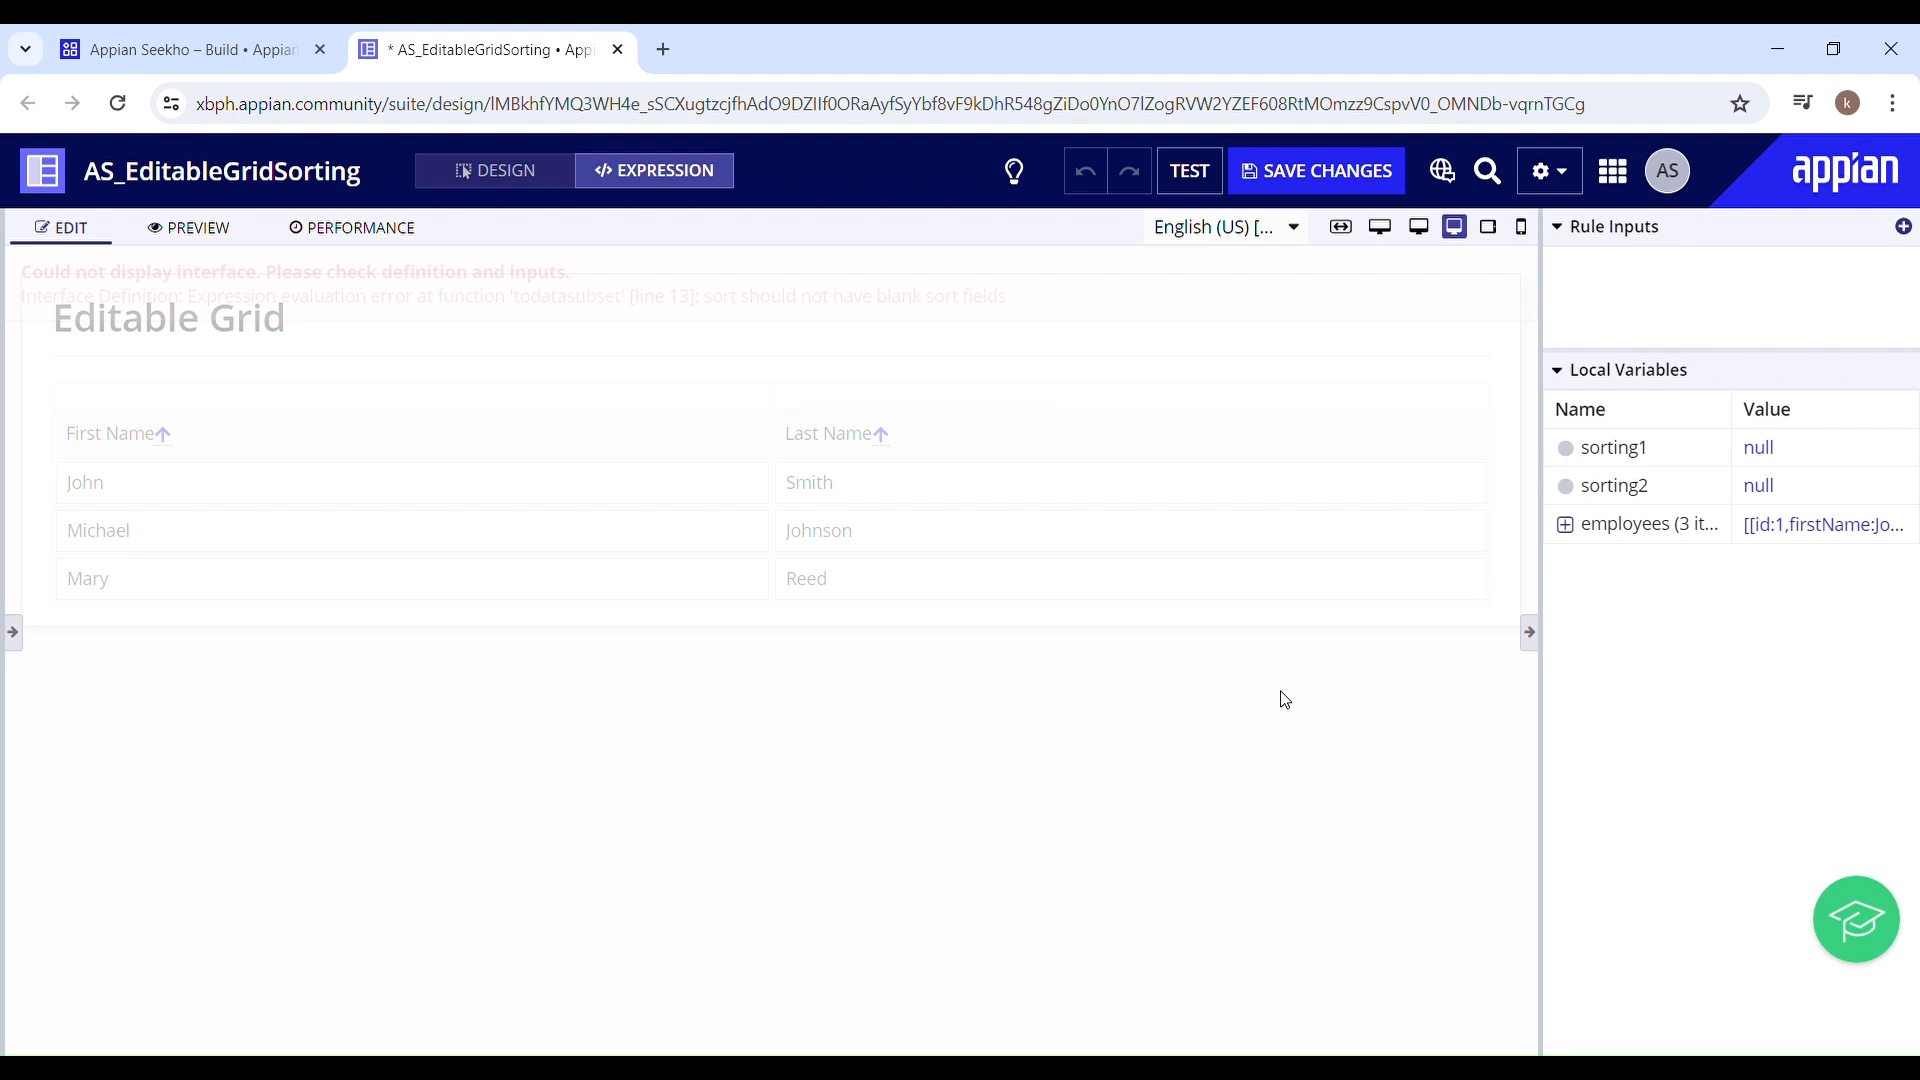 Appian Seekho – Build • Appian
* AS_EditableGridSorting • Appi
xbph.appian.community/suite/design/IMBkhfYMQ3WH4e_sSCXugtzcjfhAdO9DZlIf0ORaAyfSyYbf8vF9kDhR548gZiDo0YnO7lZogRVW2YZEF608RtMOmzz9CspvV0_OMNDb-vqrnTGCg
k
AS_EditableGridSorting
DESIGN
</> EXPRESSION
TEST
SAVE CHANGES
AS
appian
EDIT
PREVIEW
PERFORMANCE
English (US) [...
Rule Inputs
Could not display interface. Please check definition and inputs.
Interface Definition: Expression evaluation error at function 'todatasubset' [line 13]: sort should not have blank sort fields
Editable Grid
First Name
Last Name
John
Smith
Michael
Johnson
Mary
Reed
Local Variables
Name
Value
sorting1
null
sorting2
null
employees (3 it...
[[id:1,firstName:Jo...